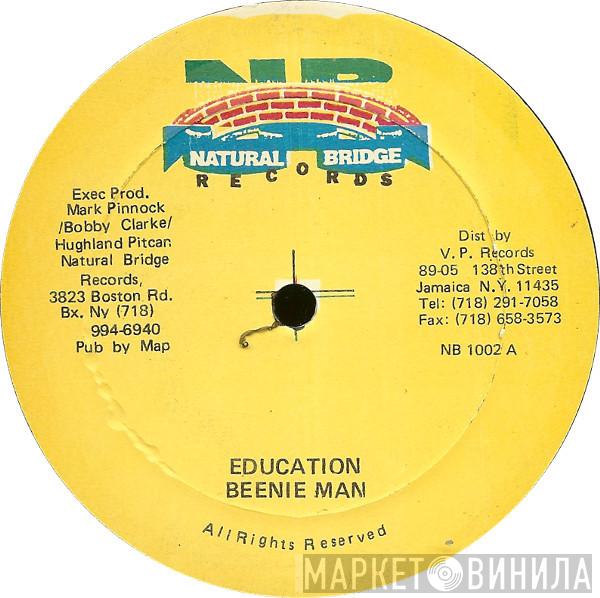 NB
NATURAL BRIDGE
RECORDS
Exec Prod.
Mark Pinnock
/Bobby Clarke/
Hughland Pitcan
Natural Bridge
Records,
3823 Boston Rd.
Bx. Ny (718)
994-6940
Pub by Map
Dist by
V.P. Records
89-05 138th Street
Jamaica N.Y. 11435
Tel: (718) 291-7058
Fax: (718) 658-3573
NB 1002 A
EDUCATION
BEENIE MAN
All Rights Reserved
МАРКЕТ ВИНИЛА